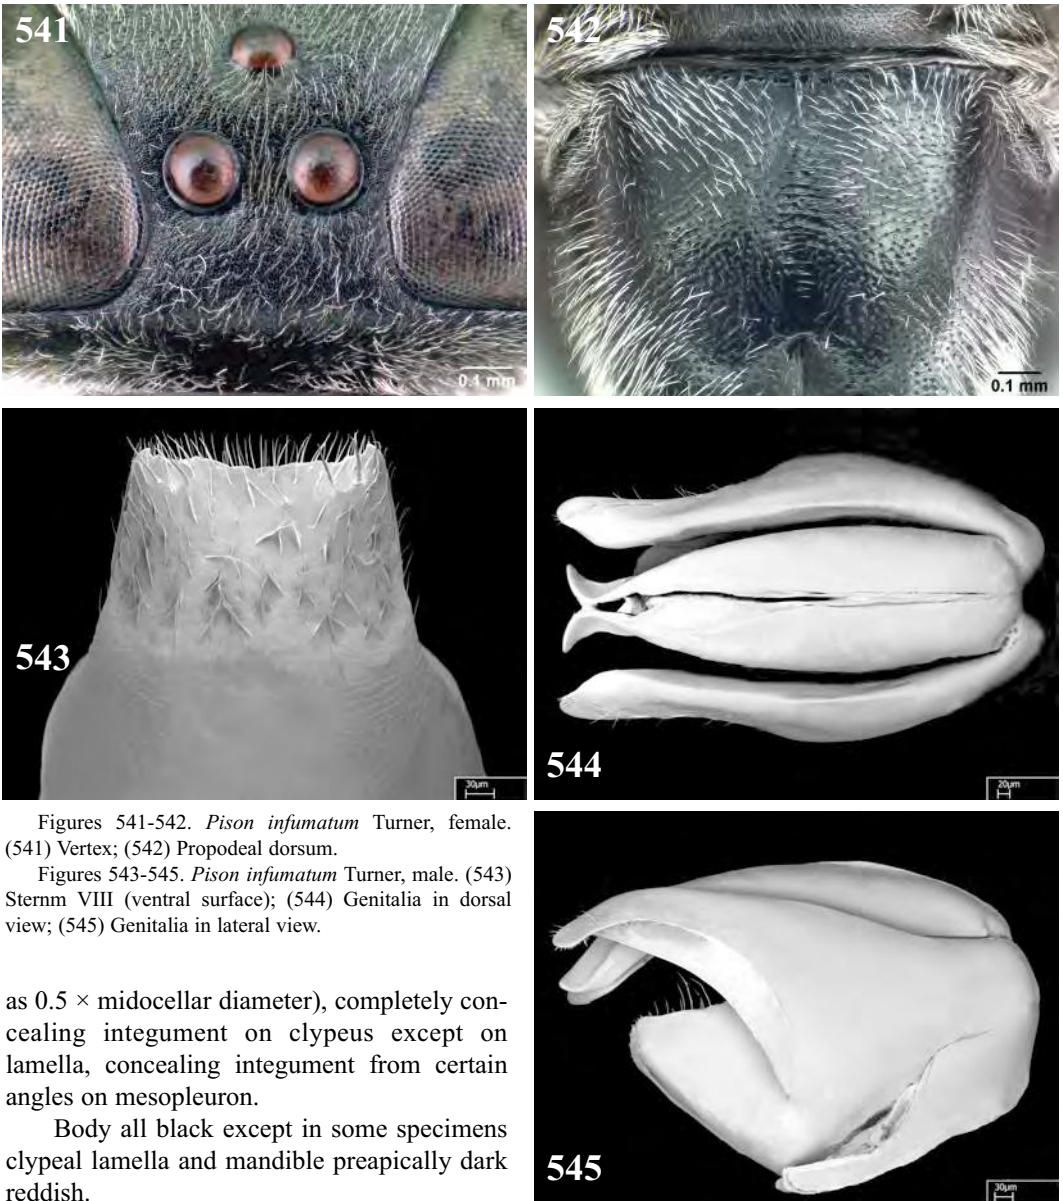 541
0.1 mm
542
0.1 mm
543
30µm
544
20µm
Figures 541-542. Pison infumatum Turner, female.
(541) Vertex; (542) Propodeal dorsum.
Figures 543-545. Pison infumatum Turner, male. (543)
Sternm VIII (ventral surface); (544) Genitalia in dorsal
view; (545) Genitalia in lateral view.
as 0.5 × midocellar diameter), completely con-
cealing integument on clypeus except on
lamella, concealing integument from certain
angles on mesopleuron.
Body all black except in some specimens
clypeal lamella and mandible preapically dark
reddish.
545
30µm